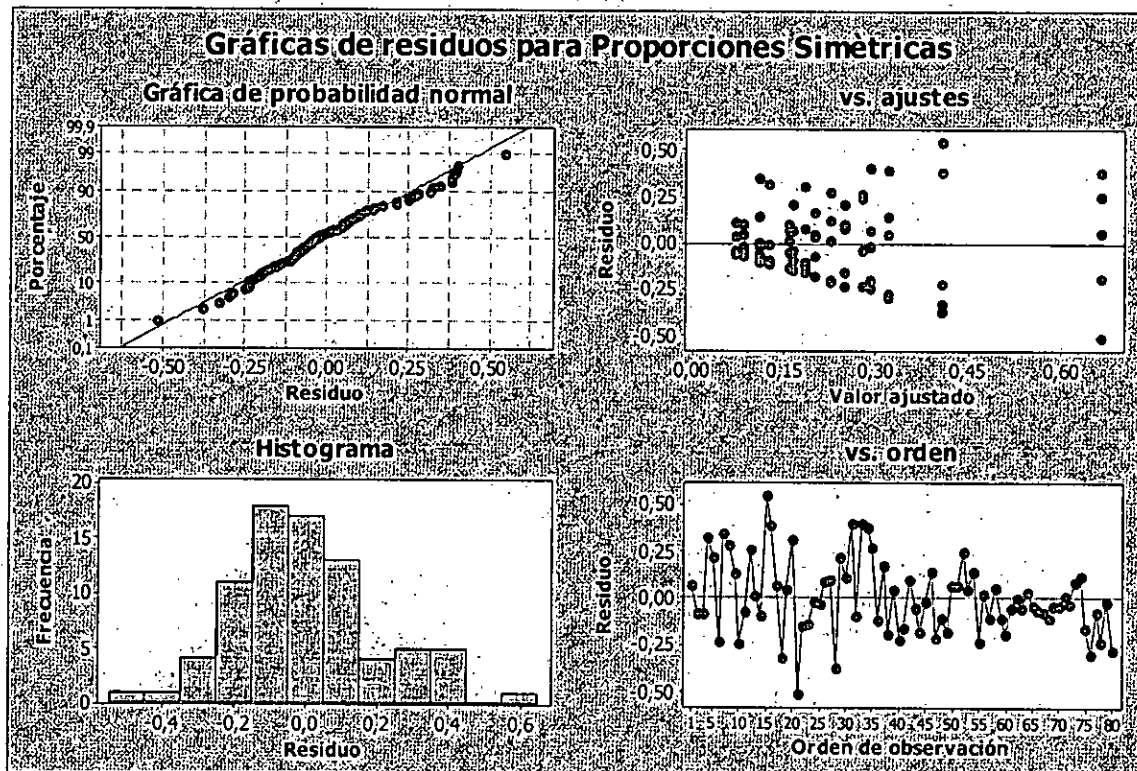 Gráficas de residuos para Proporciones Simètricas
Gráfica de probabilidad normal
Porcentaje
99,9
99
90
50
10
1
0,1
-0,50 -0,25 0,00 0,25 0,50
Residuo
vs. ajustes
Residuo
0,50
0,25
0,00
0,25
0,50
0,00 0,15 0,30 0,45 0,60
Valor ajustado
Histograma
Frecuencia
20
15
10
5
0
0,4 0,2 0,0 0,2 0,4 0,6
Residuo
vs. orden
Residuo
0,50
0,25
0,00
0,25
0,50
1 5 10 15 20 25 30 35 40 45 50 55 60 65 70 75 80
Orden de observación